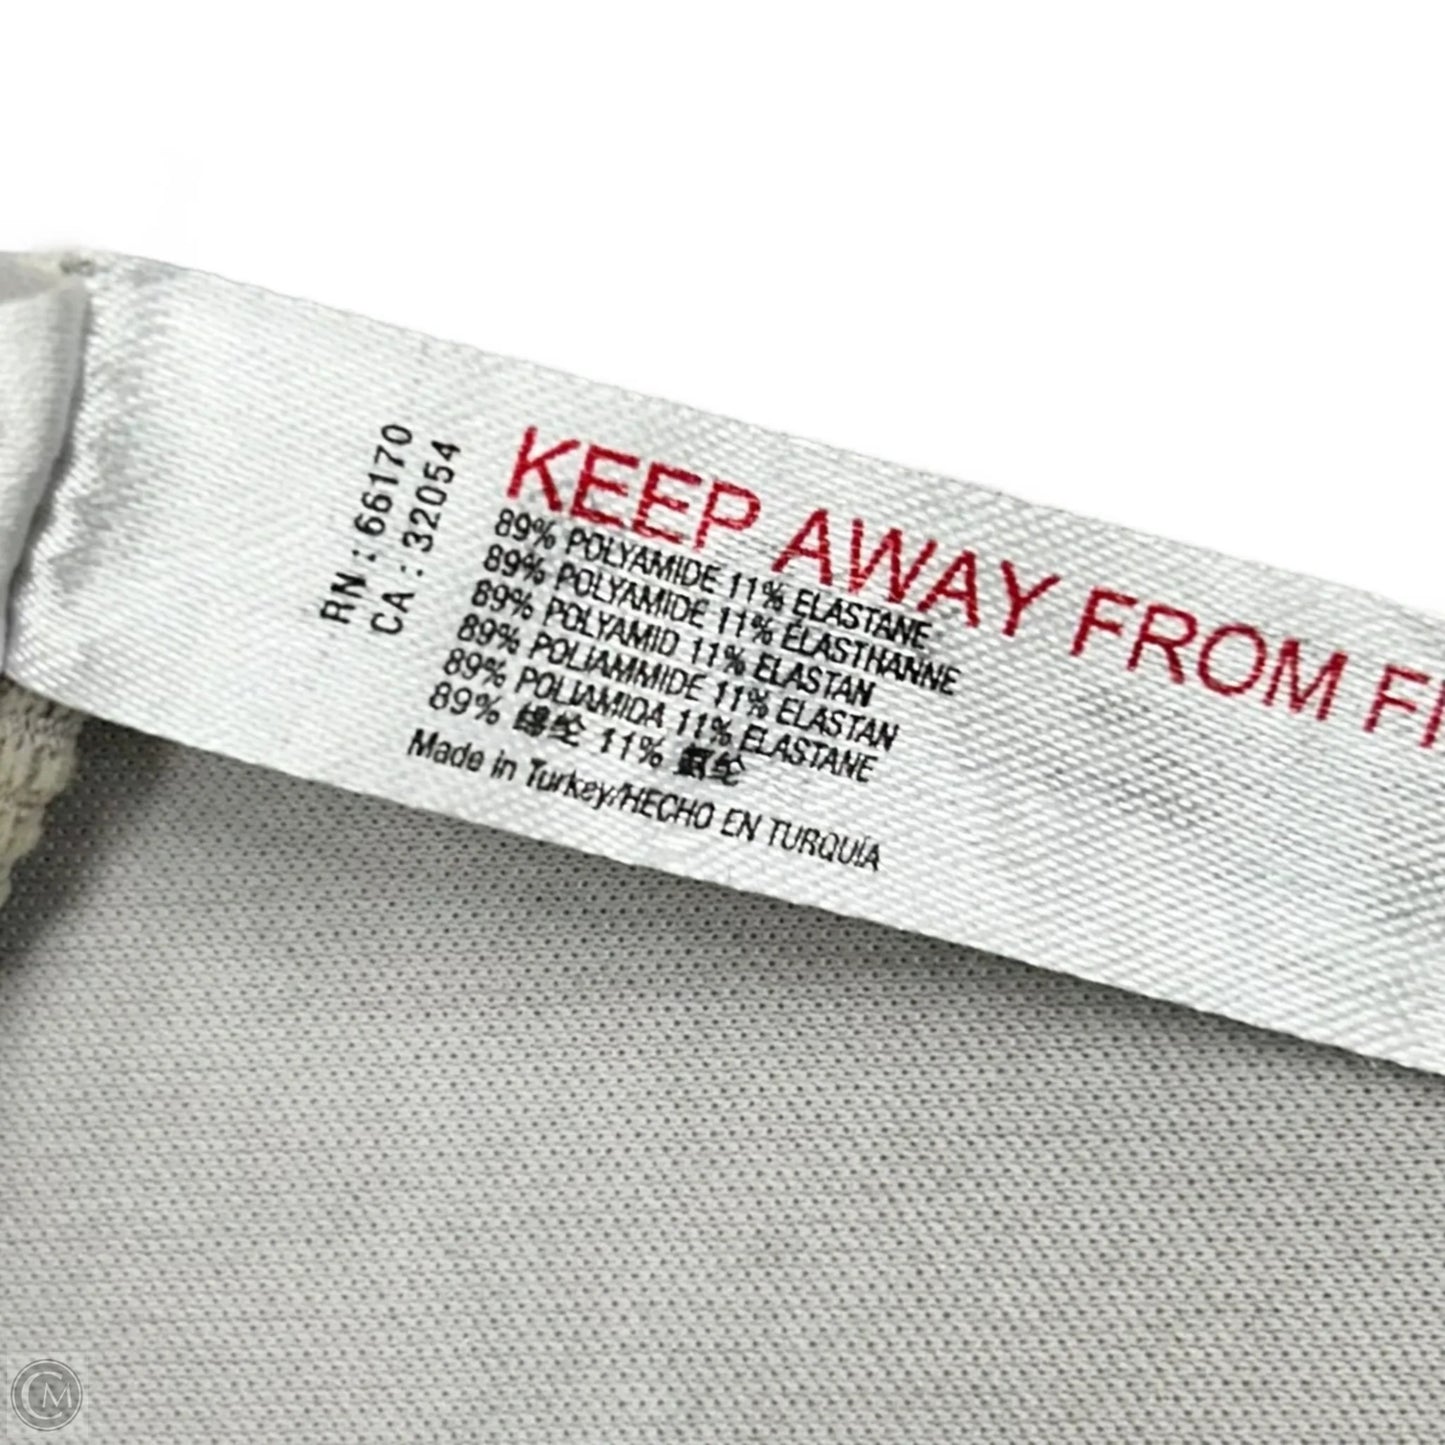 RN : 66170
CA : 32054
KEEP AWAY FROM FI
89% POLYAMIDE 11% ELASTANE
89% POLYAMIDE 11% ÉLASTHANNE
89% POLYAMID 11% ELASTAN
89% POLIAMMIDE 11% ELASTAN
89% POLIAMIDA 11% ELASTANE
89% 锦纶 11% 氨纶
Made in Turkey/HECHO EN TURQUÍA
CM